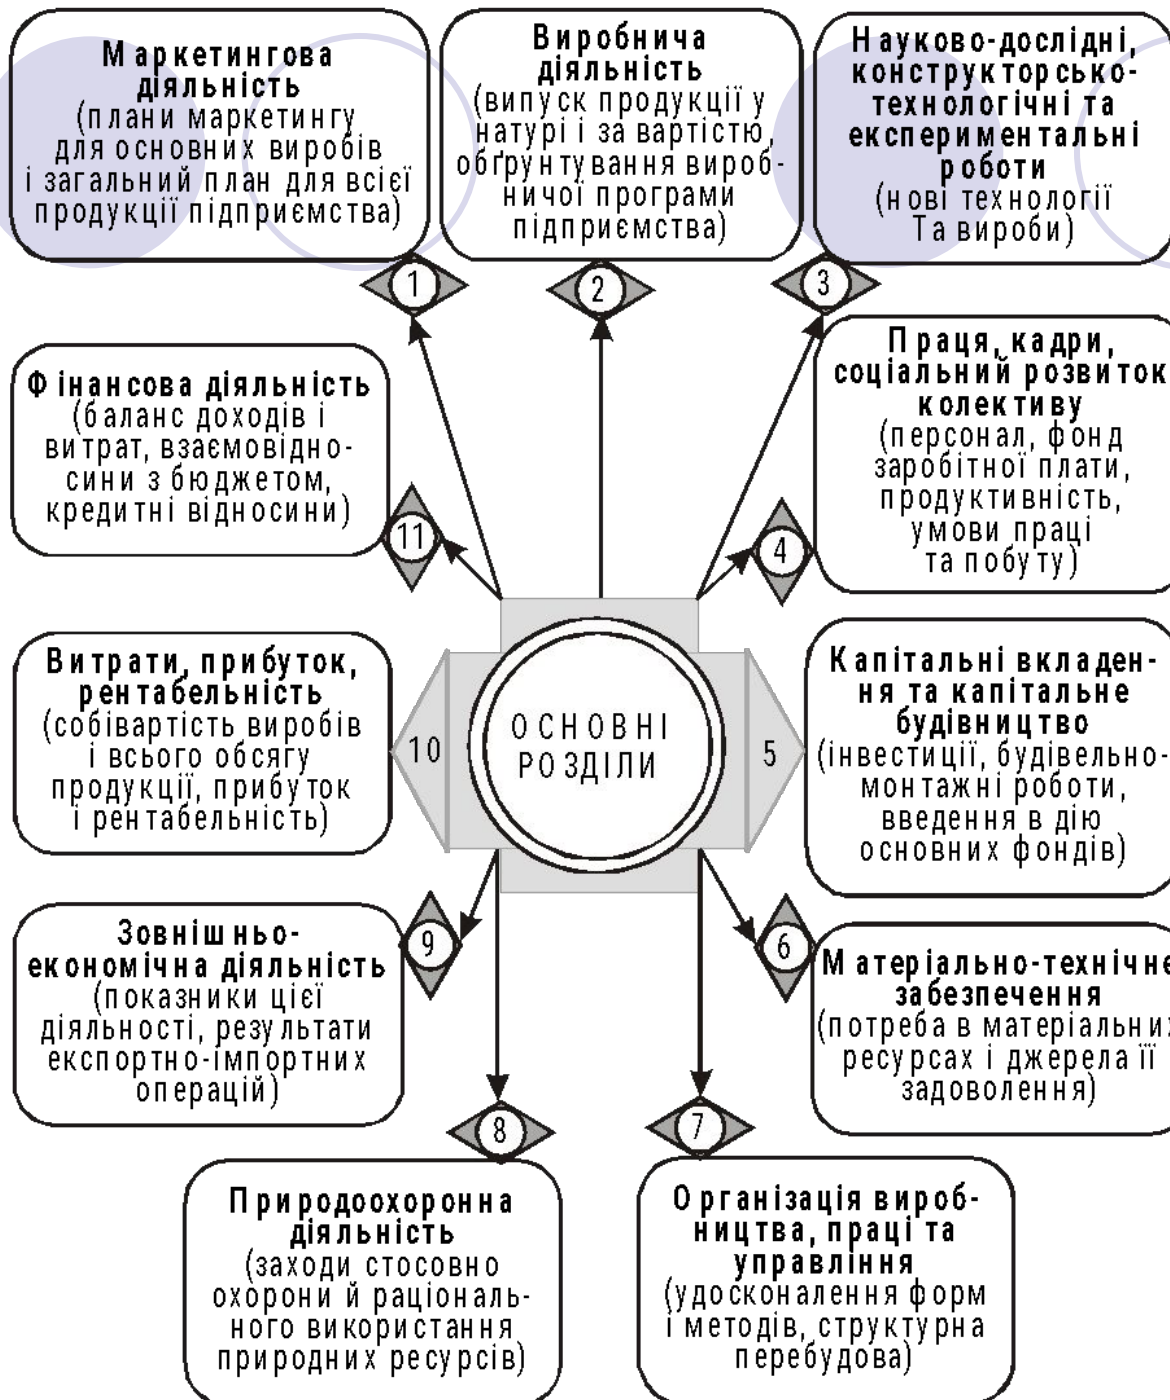 Маркетингова
діяльність
(плани маркетингу
для основних виробів
і загальний план для всієї
продукції підприємства)
1
Виробнича
діяльність
(випуск продукції у
натурі і за вартістю,
обґрунтування вироб-
ничої програми
підприємства)
2
Науково-дослідні,
конструкторсько-
технологічні та
експериментальні
роботи
(нові технології
Та вироби)
3
Праця, кадри,
соціальний розвиток
колективу
(персонал, фонд
заробітної плати,
продуктивність,
умови праці
та побуту)
4
Капітальні вкладен-
ня та капітальне
будівництво
(інвестиції, будівельно-
монтажні роботи,
введення в дію
основних фондів)
5
Матеріально-технічне
забезпечення
(потреба в матеріальних
ресурсах і джерела її
задоволення)
6
Організація вироб-
ництва, праці та
управління
(удосконалення форм
і методів, структурна
перебудова)
7
Природоохоронна
діяльність
(заходи стосовно
охорони й раціональ-
ного використання
природних ресурсів)
8
Зовнішньо-
економічна діяльність
(показники цієї
діяльності, результати
експортно-імпортних
операцій)
9
Витрати, прибуток,
рентабельність
(собівартість виробів
і всього обсягу
продукції, прибуток
і рентабельність)
10
Фінансова діяльність
(баланс доходів і
витрат, взаємовідно-
сини з бюджетом,
кредитні відносини)
11
ОСНОВНІ
РОЗДІЛИ